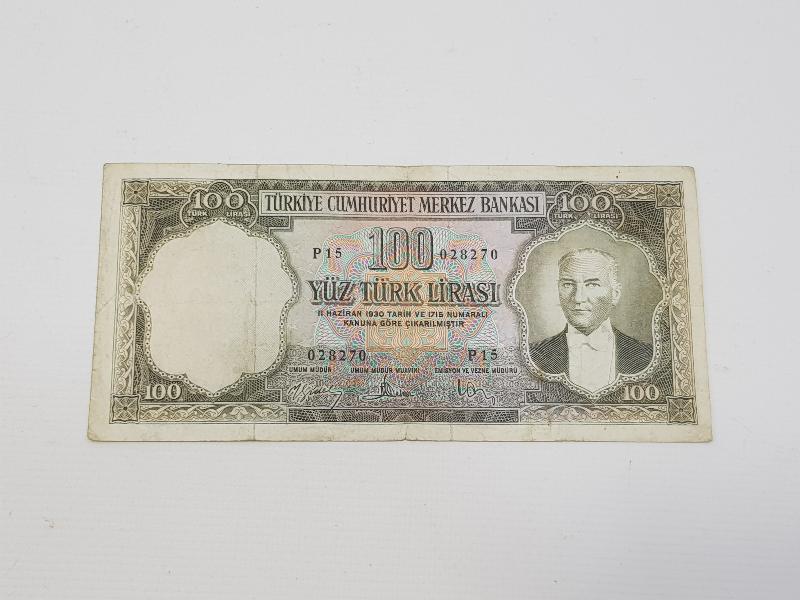 100 TÜRK LİRASI
TÜRKİYE CUMHURİYET MERKEZ BANKASI
100 TÜRK LİRASI
P 15 100 028270
YÜZ TÜRK LİRASI
11 HAZİRAN 1930 TARİH VE 1715 NUMARALI
KANUNA GÖRE ÇIKARILMIŞTIR
028270 P 15
UMUM MÜDÜR UMUM MÜDÜR MUAVİNİ EMİSYON VE VEZNE MÜDÜRÜ
100 100